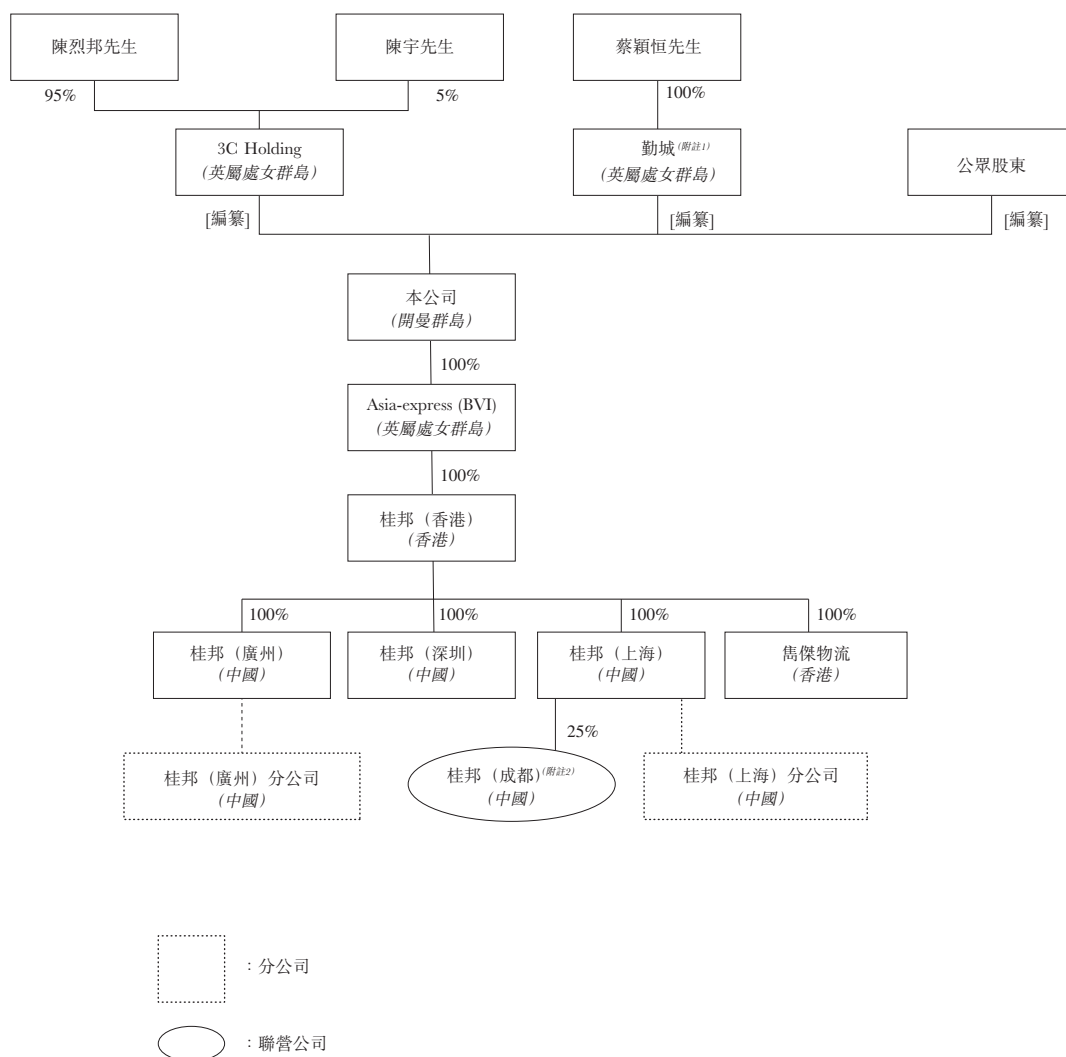 陳烈邦先生
陳宇先生
蔡穎恒先生
95%
5%
100%
3C Holding
(英屬處女群島)
勤城(附註1)
(英屬處女群島)
公眾股東
[編纂]
[編纂]
[編纂]
本公司
(開曼群島)
100%
Asia-express (BVI)
(英屬處女群島)
100%
桂邦（香港）
(香港)
100%
100%
100%
100%
桂邦（廣州）
(中國)
桂邦（深圳）
(中國)
桂邦（上海）
(中國)
雋傑物流
(香港)
25%
桂邦（廣州）分公司
(中國)
桂邦（成都）(附註2)
(中國)
桂邦（上海）分公司
(中國)
：分公司
：聯營公司